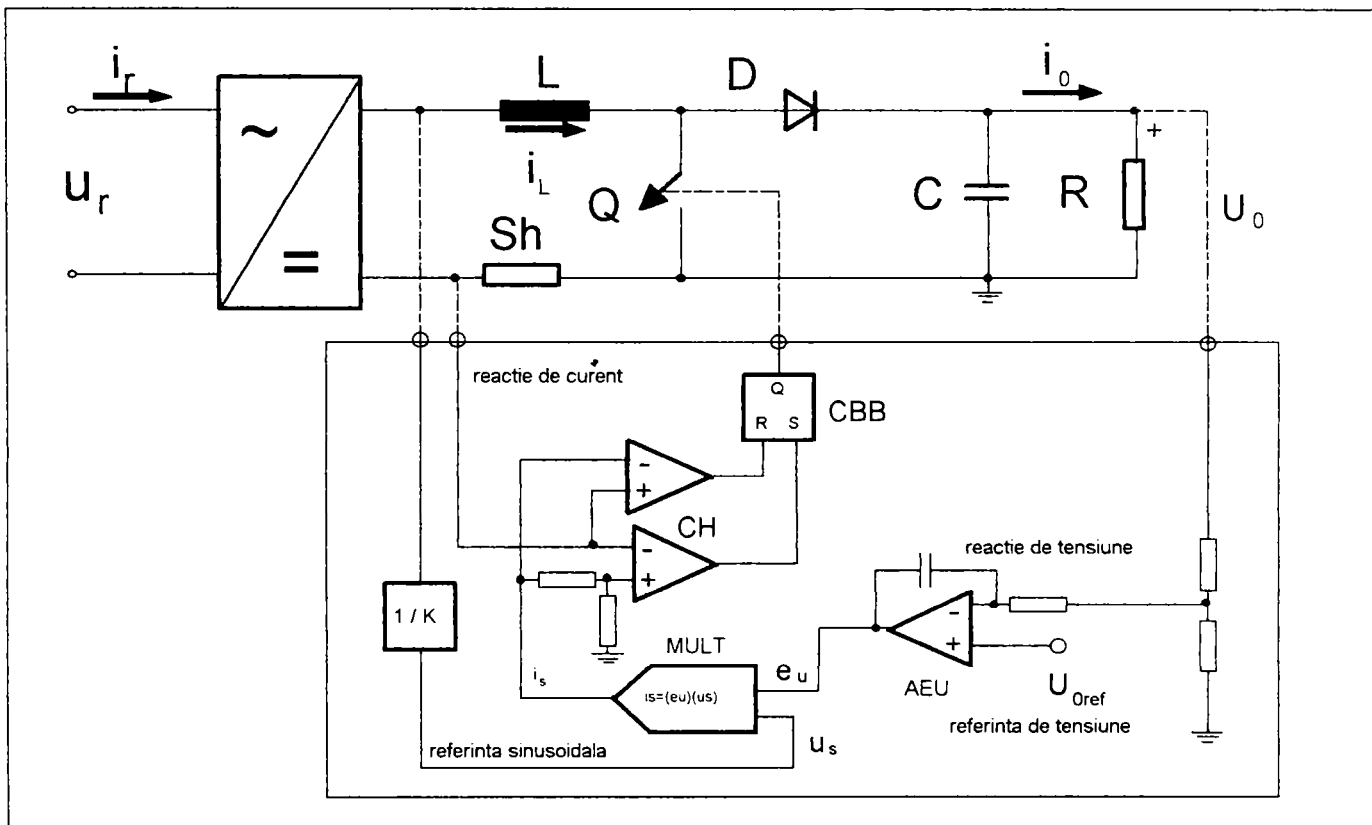 i_r
L
D
i_0
~
+
i_L
u_r
Q
C
R
U_0
Sh
=
reactie de curent
Q
R S
CBB
-
+
CH
-
+
reactie de tensiune
1 / K
-
+
MULT
e_u
i_s
is=(eu)(us)
AEU
U_0ref
referinta de tensiune
referinta sinusoidala
u_s